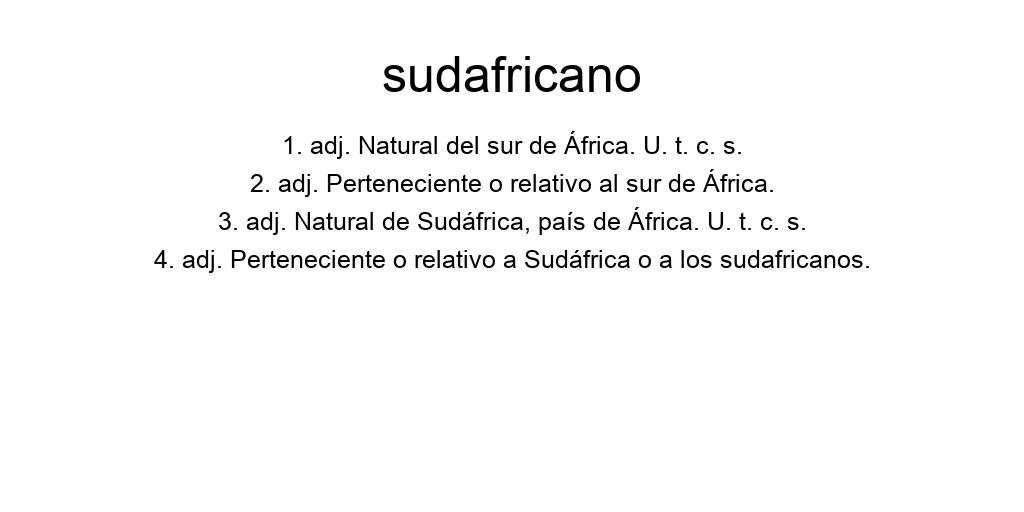 sudafricano
1. adj. Natural del sur de África. U. t. c. s.
2. adj. Perteneciente o relativo al sur de África.
3. adj. Natural de Sudáfrica, país de África. U. t. c. s.
4. adj. Perteneciente o relativo a Sudáfrica o a los sudafricanos.